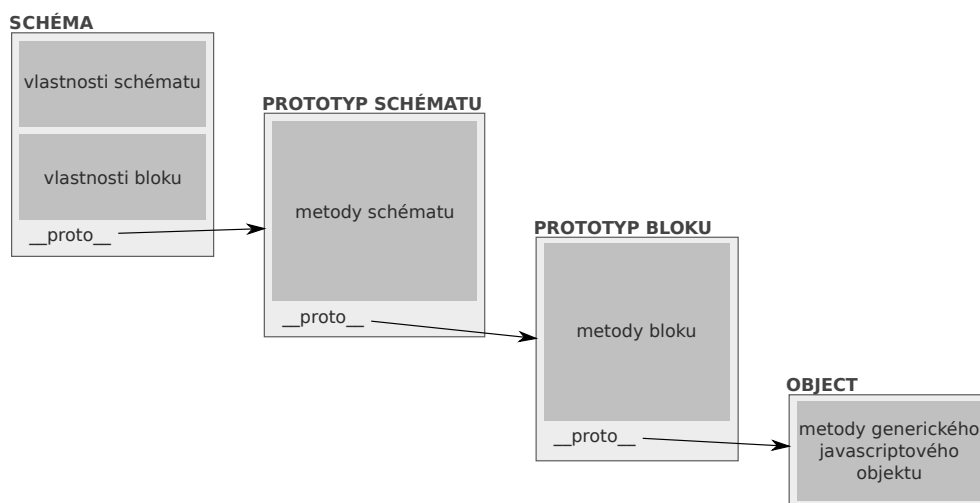 SCHÉMA
vlastnosti schématu
vlastnosti bloku
__proto__
PROTOTYP SCHÉMATU
metody schématu
__proto__
PROTOTYP BLOKU
metody bloku
__proto__
OBJECT
metody generického
javascriptového
objektu